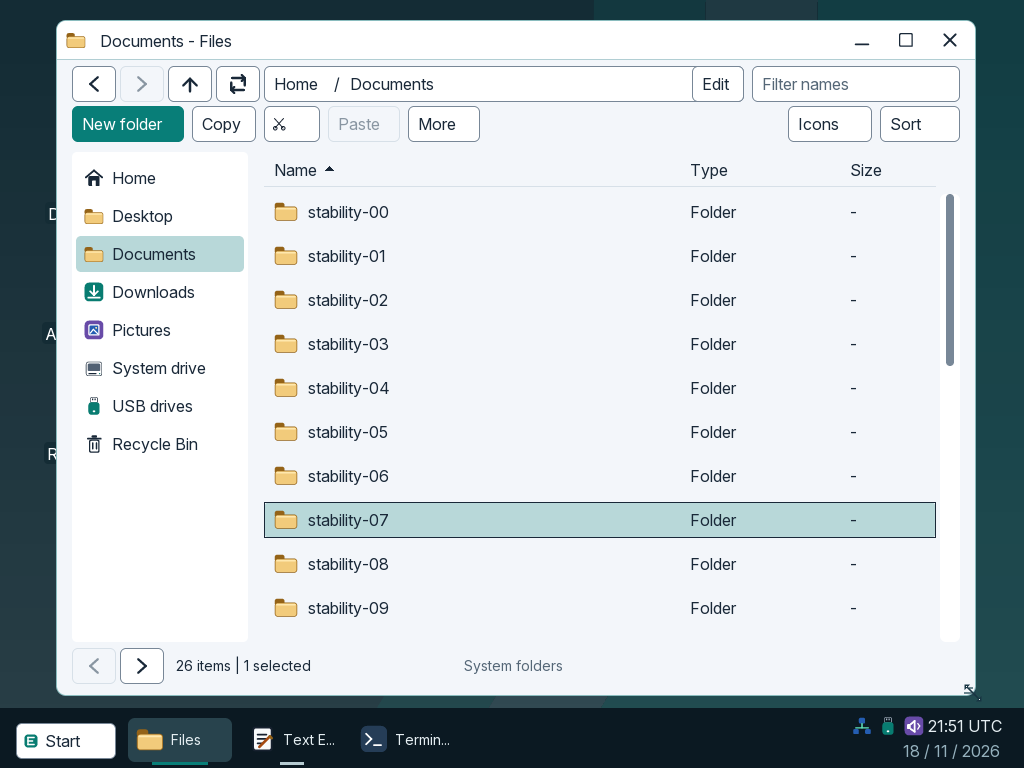 Documents - Files
Home / Documents Edit Filter names
New folder Copy Paste More Icons Sort
Home
Desktop
Documents
Downloads
Pictures
System drive
USB drives
Recycle Bin
Name Type Size
stability-00 Folder -
stability-01 Folder -
stability-02 Folder -
stability-03 Folder -
stability-04 Folder -
stability-05 Folder -
stability-06 Folder -
stability-07 Folder -
stability-08 Folder -
stability-09 Folder -
26 items | 1 selected System folders
D
A
R
Start Files Text E... Termin... 21:51 UTC
18 / 11 / 2026